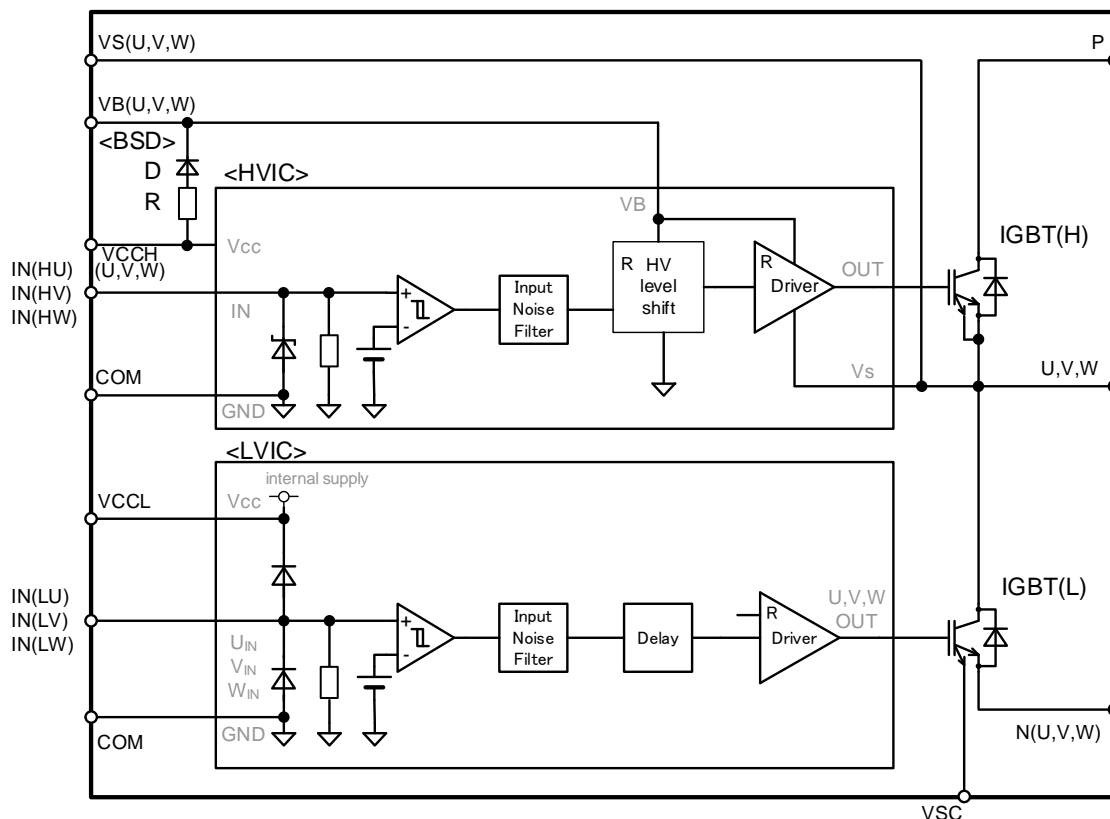 VS(U,V,W)
P
VB(U,V,W)
<BSD>
D
R
<HVIC>
VB
IGBT(H)
VCCH
(U,V,W)
Vcc
IN(HU)
IN(HV)
IN(HW)
IN
+
-
Input
Noise
Filter
R HV
level
shift
R
Driver
OUT
COM
GND
Vs
U,V,W
<LVIC>
internal supply
VCCL
Vcc
IN(LU)
IN(LV)
IN(LW)
UIN
VIN
WIN
+
-
Input
Noise
Filter
Delay
R
Driver
U,V,W
OUT
IGBT(L)
COM
GND
N(U,V,W)
VSC